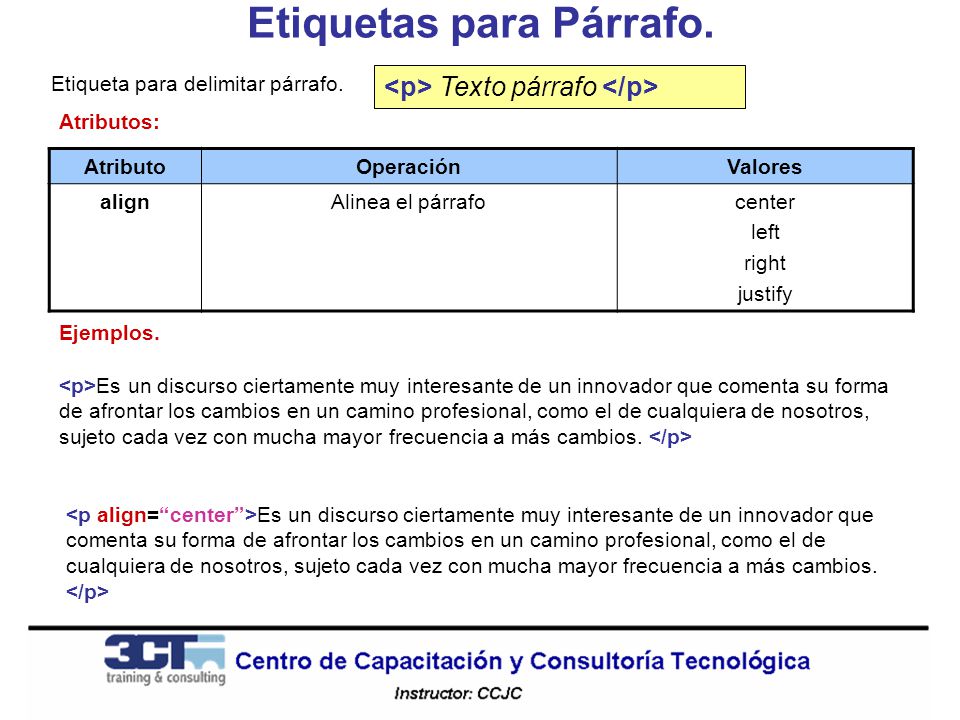 Etiquetas para Párrafo.
Etiqueta para delimitar párrafo.
<p> Texto párrafo </p>
Atributos:
Atributo Operación Valores
align Alinea el párrafo center
left
right
justify
Ejemplos.
<p>Es un discurso ciertamente muy interesante de un innovador que comenta su forma
de afrontar los cambios en un camino profesional, como el de cualquiera de nosotros,
sujeto cada vez con mucha mayor frecuencia a más cambios. </p>
<p align=“center”>Es un discurso ciertamente muy interesante de un innovador que
comenta su forma de afrontar los cambios en un camino profesional, como el de
cualquiera de nosotros, sujeto cada vez con mucha mayor frecuencia a más cambios.
</p>
3CT
training & consulting
Centro de Capacitación y Consultoría Tecnológica
Instructor: CCJC